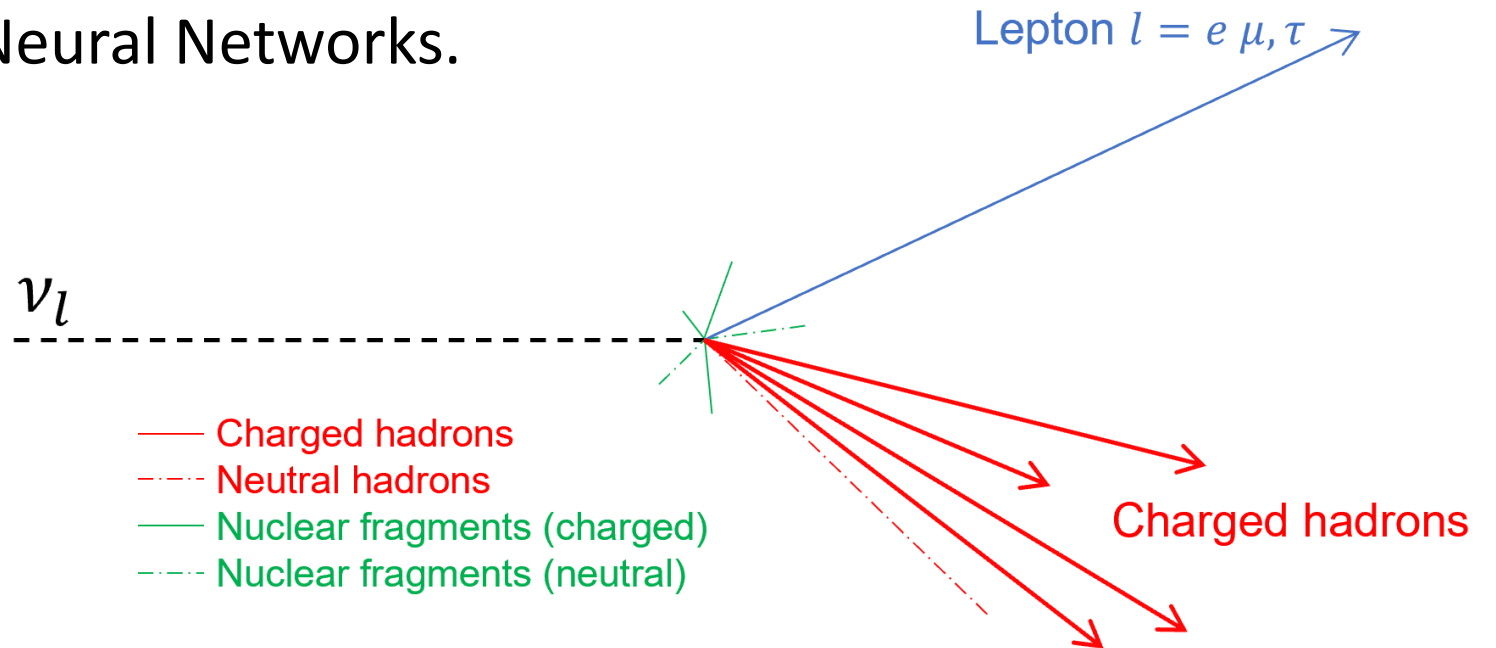 Neural Networks.
Lepton l = e μ, τ
ν_l
Charged hadrons
Neutral hadrons
Nuclear fragments (charged)
Nuclear fragments (neutral)
Charged hadrons